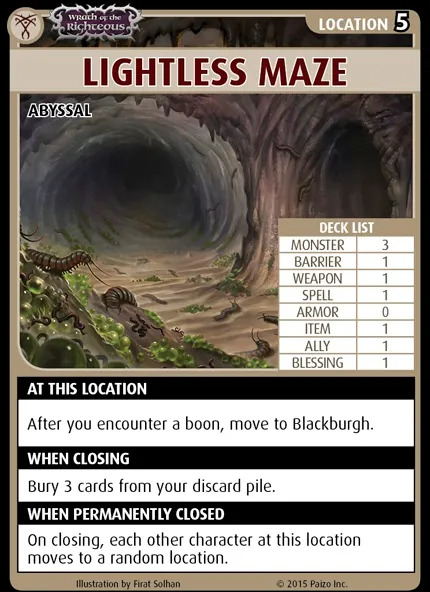 Wrath of the
Righteous
LOCATION 5
LIGHTLESS MAZE
ABYSSAL
DECK LIST
MONSTER 3
BARRIER 1
WEAPON 1
SPELL 1
ARMOR 0
ITEM 1
ALLY 1
BLESSING 1
AT THIS LOCATION
After you encounter a boon, move to Blackburgh.
WHEN CLOSING
Bury 3 cards from your discard pile.
WHEN PERMANENTLY CLOSED
On closing, each other character at this location
moves to a random location.
Illustration by Firat Solhan © 2015 Paizo Inc.